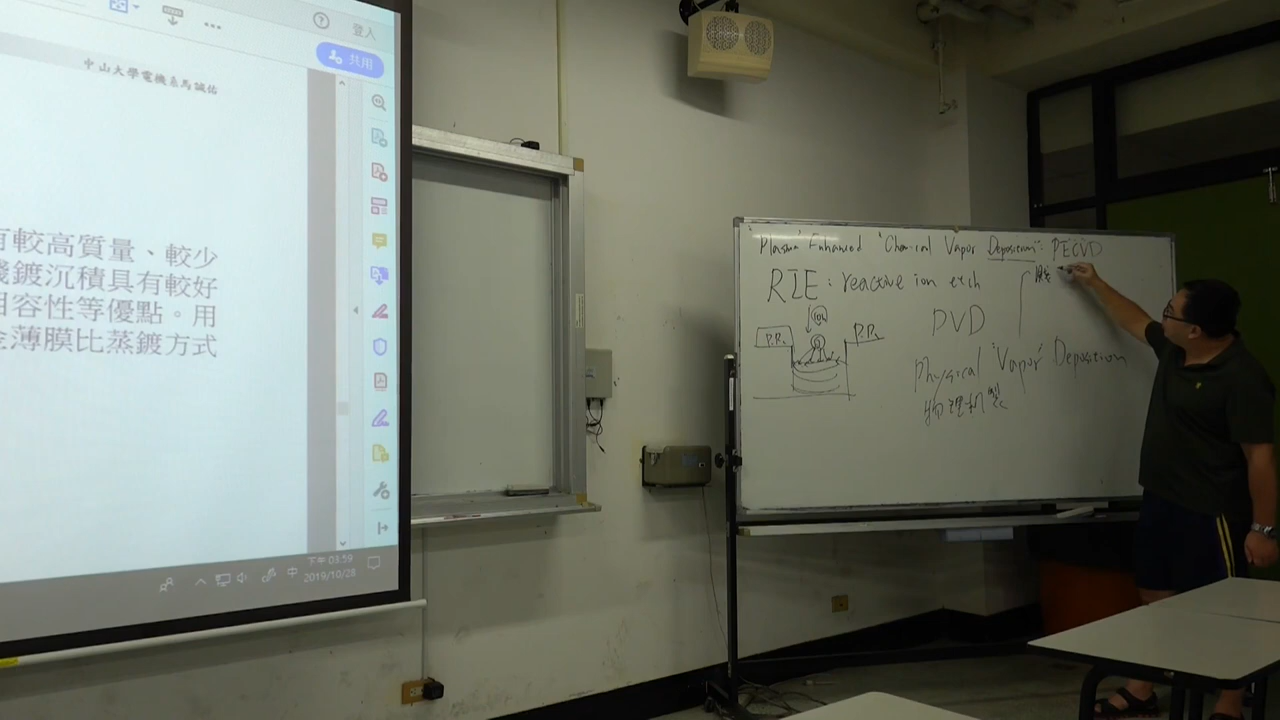 登入
共用
中山大學電機系馬誠佑
有較高質量、較少
鍍沉積具有較好
相容性等優點。用
金薄膜比蒸鍍方式
中
下午 03:59
2019/10/28
"Plasma" Enhanced "Chemical Vapor Deposition": PECVD
RIE: reactive ion etch
PVD
P.R.
P.R.
Physical "Vapor" Deposition
物理机製